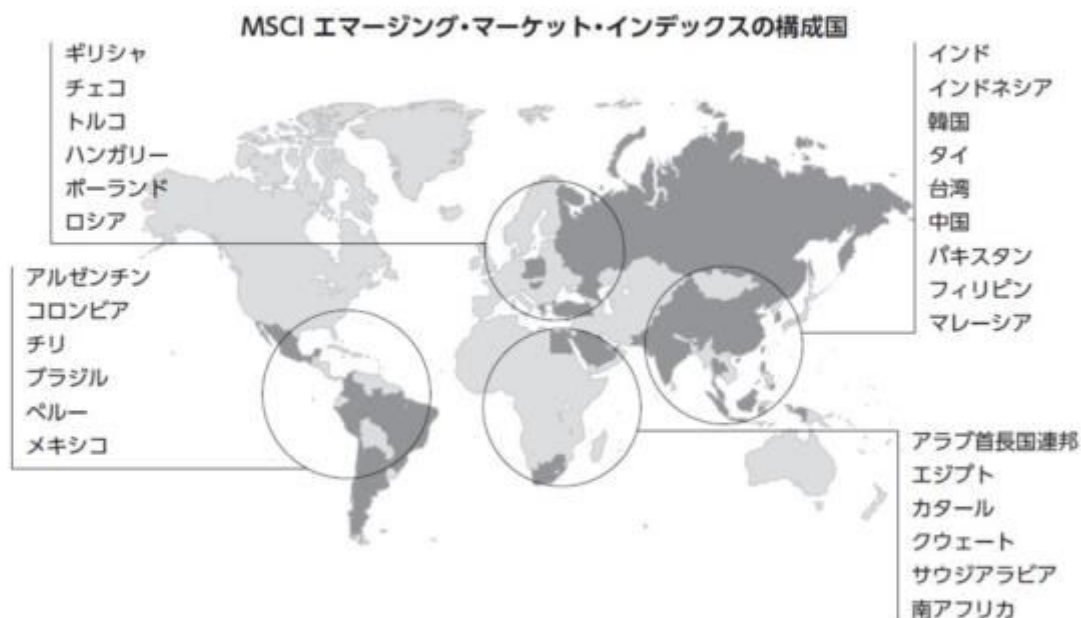 MSCI エマージング・マーケット・インデックスの構成国
ギリシャ
チェコ
トルコ
ハンガリー
ポーランド
ロシア
アルゼンチン
コロンビア
チリ
ブラジル
ペルー
メキシコ
インド
インドネシア
韓国
タイ
台湾
中国
パキスタン
フィリピン
マレーシア
アラブ首長国連邦
エジプト
カタール
クウェート
サウジアラビア
南アフリカ